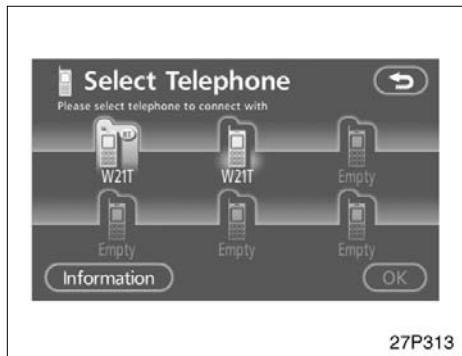 Select Telephone
Please select telephone to connect with
BT
W21T W21T Empty
Empty Empty Empty
Information OK
27P313